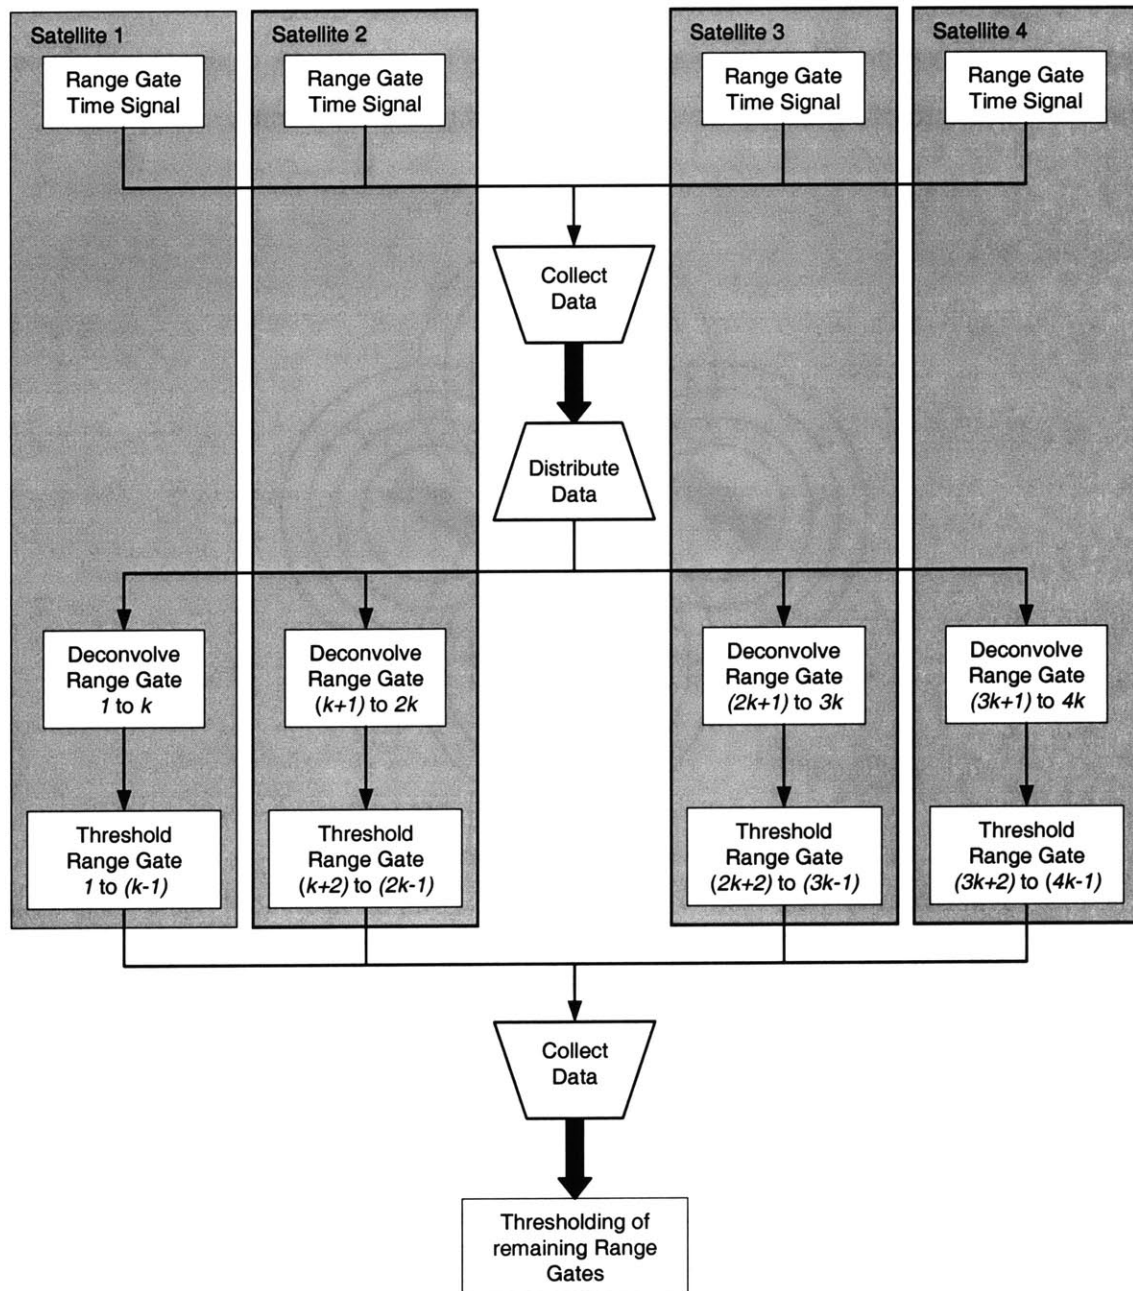 Satellite 1
Satellite 2
Satellite 3
Satellite 4
Range Gate
Time Signal
Range Gate
Time Signal
Range Gate
Time Signal
Range Gate
Time Signal
Collect
Data
Distribute
Data
Deconvolve
Range Gate
1 to k
Deconvolve
Range Gate
(k+1) to 2k
Deconvolve
Range Gate
(2k+1) to 3k
Deconvolve
Range Gate
(3k+1) to 4k
Threshold
Range Gate
1 to (k-1)
Threshold
Range Gate
(k+2) to (2k-1)
Threshold
Range Gate
(2k+2) to (3k-1)
Threshold
Range Gate
(3k+2) to (4k-1)
Collect
Data
Thresholding of
remaining Range
Gates